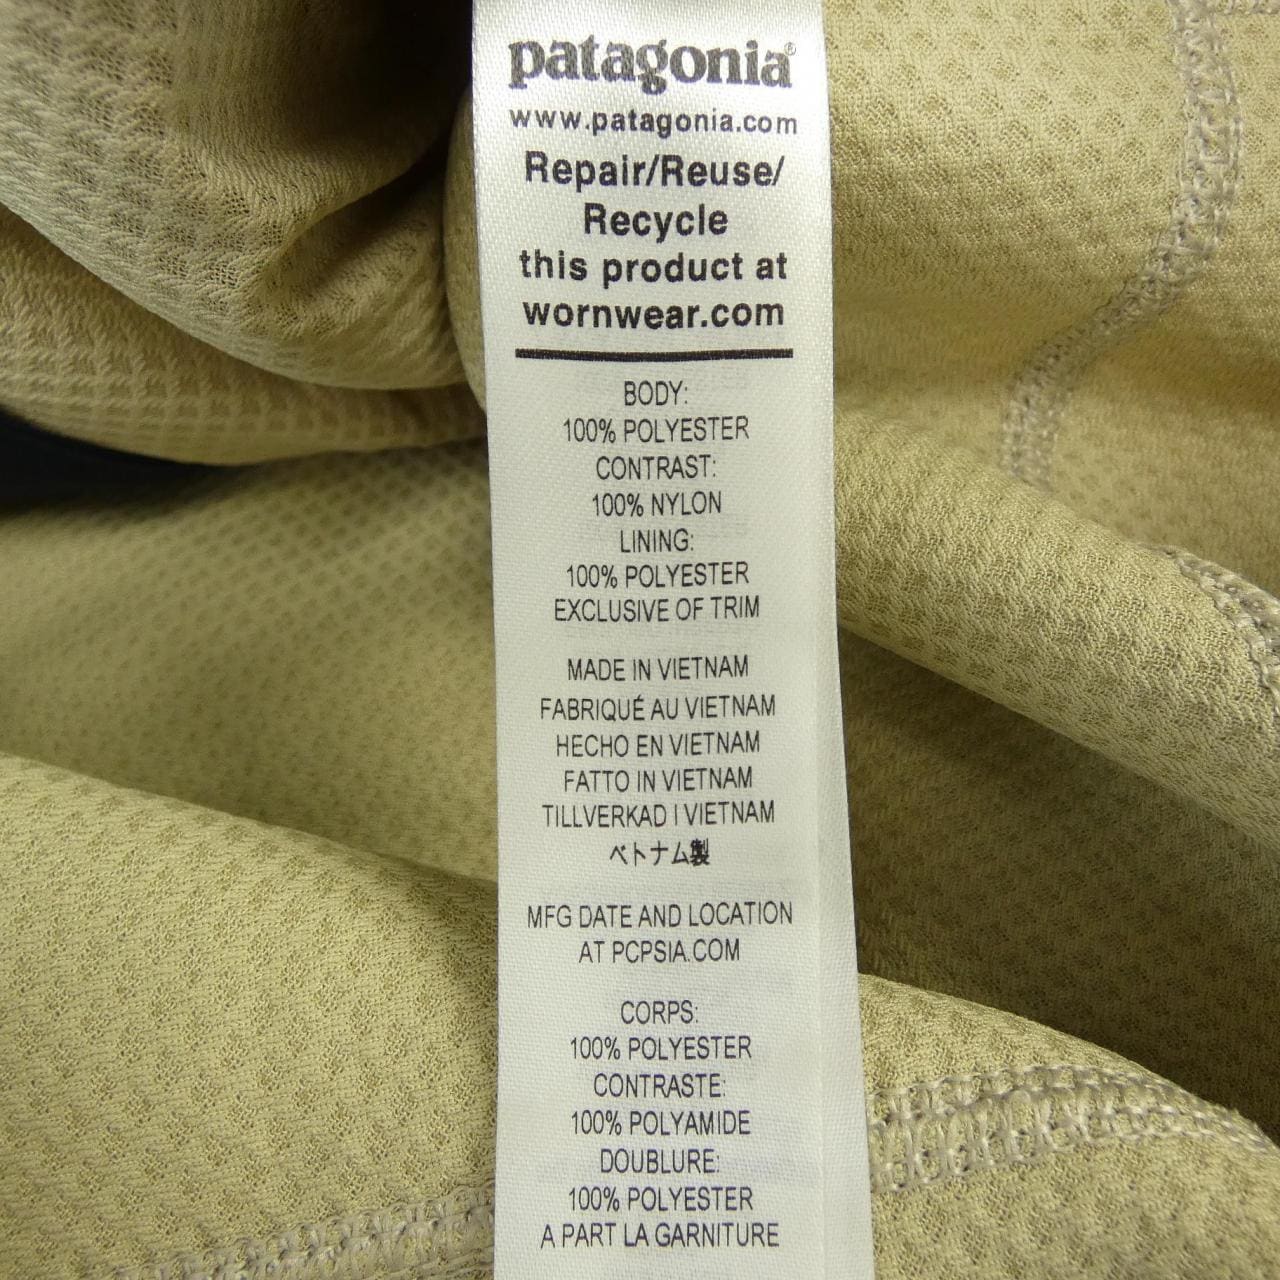 patagonia®
www.patagonia.com
Repair/Reuse/
Recycle
this product at
wornwear.com
BODY:
100% POLYESTER
CONTRAST:
100% NYLON
LINING:
100% POLYESTER
EXCLUSIVE OF TRIM
MADE IN VIETNAM
FABRIQUÉ AU VIETNAM
HECHO EN VIETNAM
FATTO IN VIETNAM
TILLVERKAD I VIETNAM
ベトナム製
MFG DATE AND LOCATION
AT PCPSIA.COM
CORPS:
100% POLYESTER
CONTRASTE:
100% POLYAMIDE
DOUBLURE:
100% POLYESTER
A PART LA GARNITURE